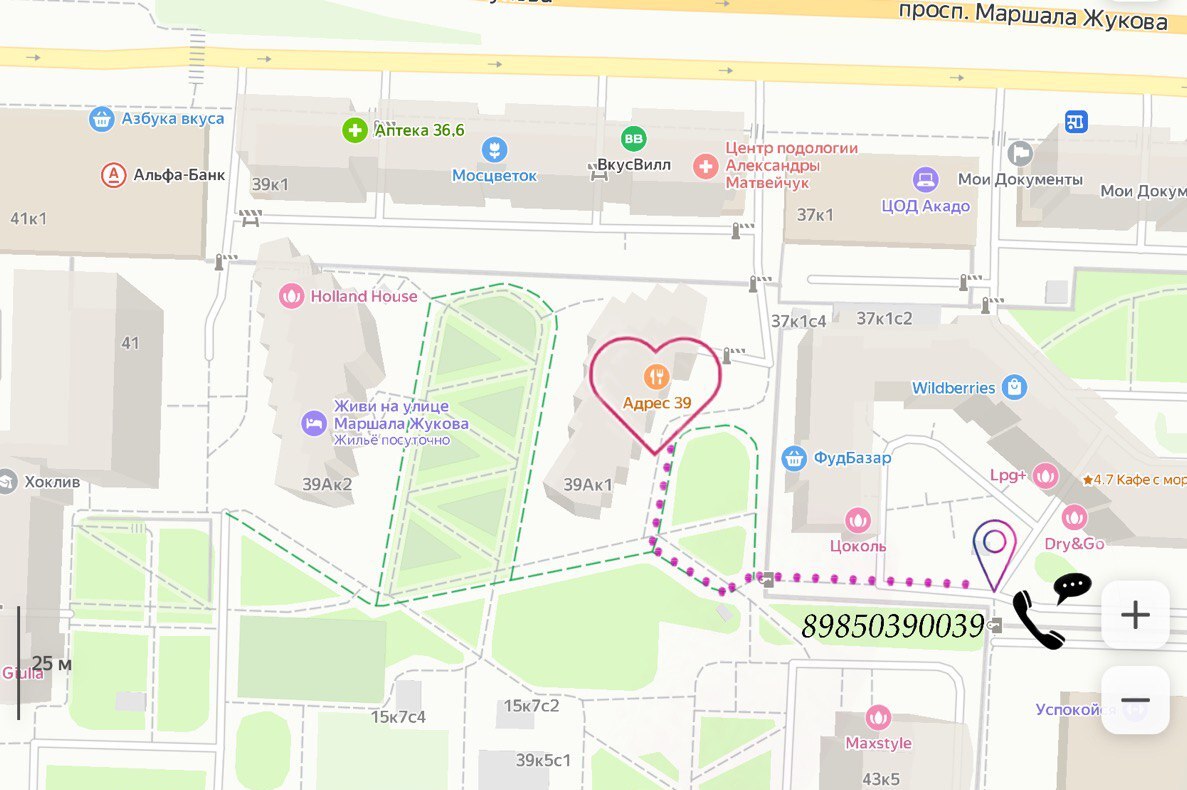 просп. Маршала Жукова
Азбука вкуса
Аптека 36,6
ВВ
ВкусВилл
Мосцветок
Центр подологии
Александры
Матвейчук
А
Альфа-Банк
39к1
41к1
37к1
ЦОД Акадо
Мои Документы
Мои Докум
Holland House
37к1с4
37к1с2
41
Адрес 39
Wildberries
Живи на улице
Маршала Жукова
Жильё посуточно
ФудБазар
39Ак2
39Ак1
Хоклив
Lpg+
4.7 Кафе с мор
Цоколь
Dry&Go
89850390039
+
25 м
Giulla
−
15к7с4
15к7с2
Успокойся
Maxstyle
39к5с1
43к5